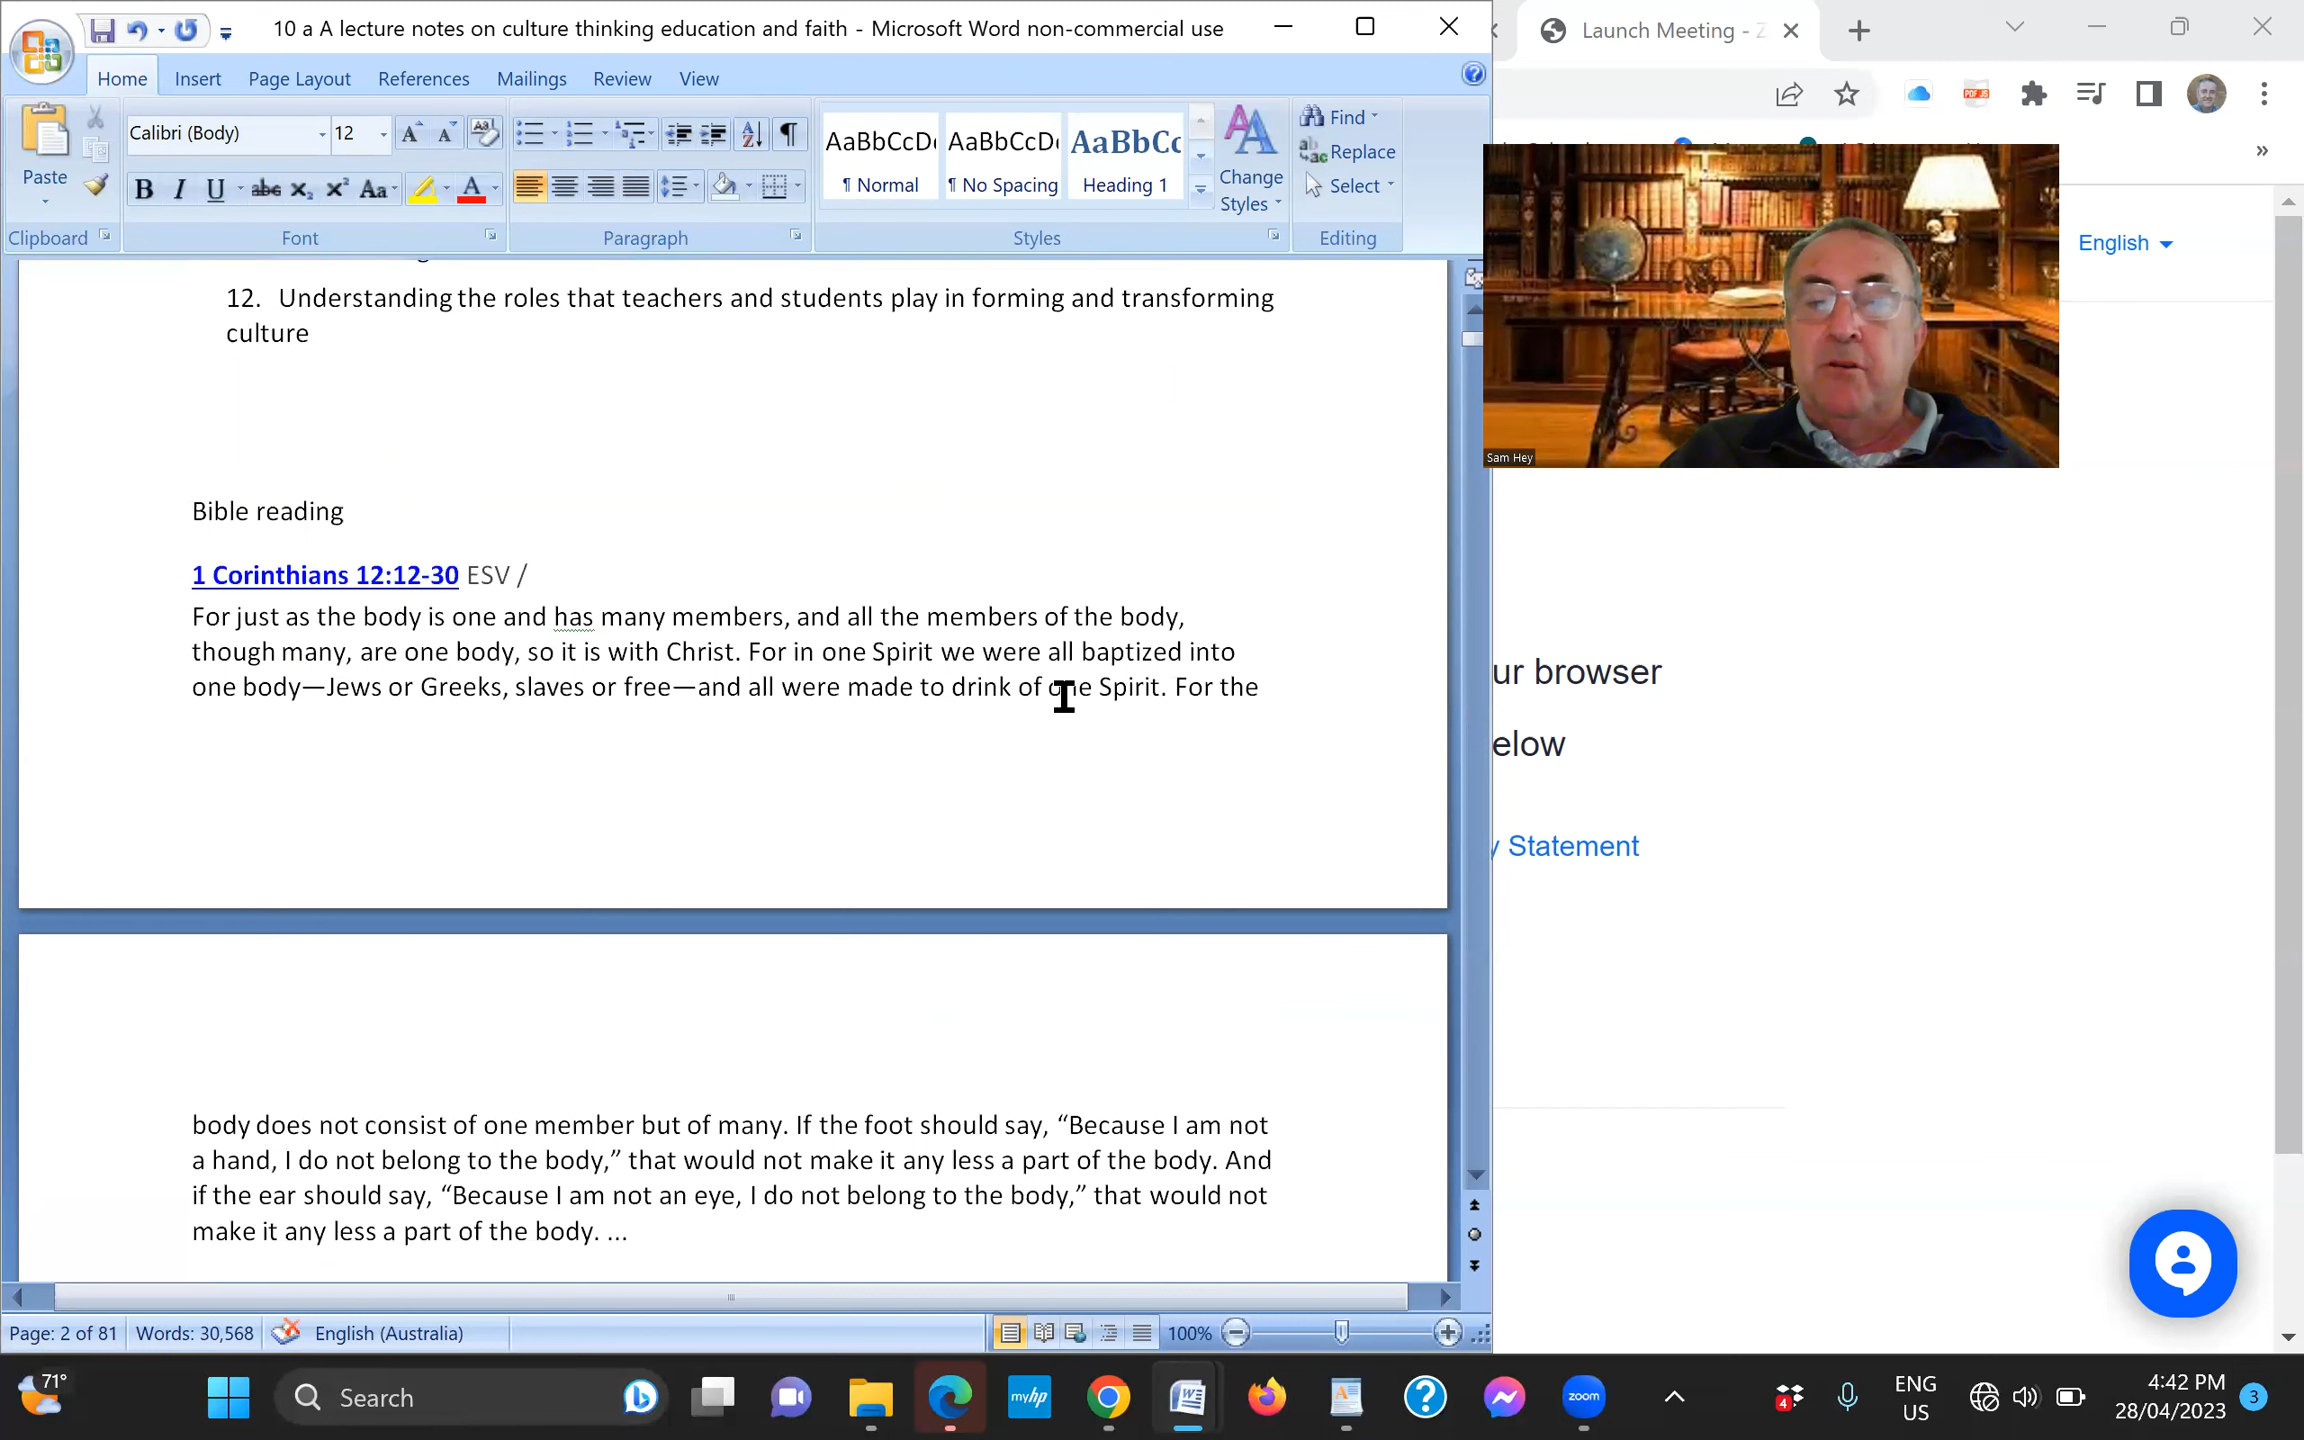 10 a A lecture notes on culture thinking education and faith - Microsoft Word non-commercial use
Launch Meeting - Z
Home Insert Page Layout References Mailings Review View
Paste
Clipboard
Calibri (Body) 12
Font
Paragraph
AaBbCcDc AaBbCcDc AaBbCc
¶ Normal ¶ No Spacing Heading 1
Change
Styles
Styles
Find
Replace
Select
Editing
PDF JS
English
Sam Hey
12. Understanding the roles that teachers and students play in forming and transforming
culture
Bible reading
1 Corinthians 12:12-30 ESV /
For just as the body is one and has many members, and all the members of the body,
though many, are one body, so it is with Christ. For in one Spirit we were all baptized into
one body—Jews or Greeks, slaves or free—and all were made to drink of one Spirit. For the
body does not consist of one member but of many. If the foot should say, “Because I am not
a hand, I do not belong to the body,” that would not make it any less a part of the body. And
if the ear should say, “Because I am not an eye, I do not belong to the body,” that would not
make it any less a part of the body. ...
ur browser
elow
y Statement
Page: 2 of 81 Words: 30,568 English (Australia) 100%
71°
Search
myhp
zoom
4
ENG
US
4:42 PM
28/04/2023
3